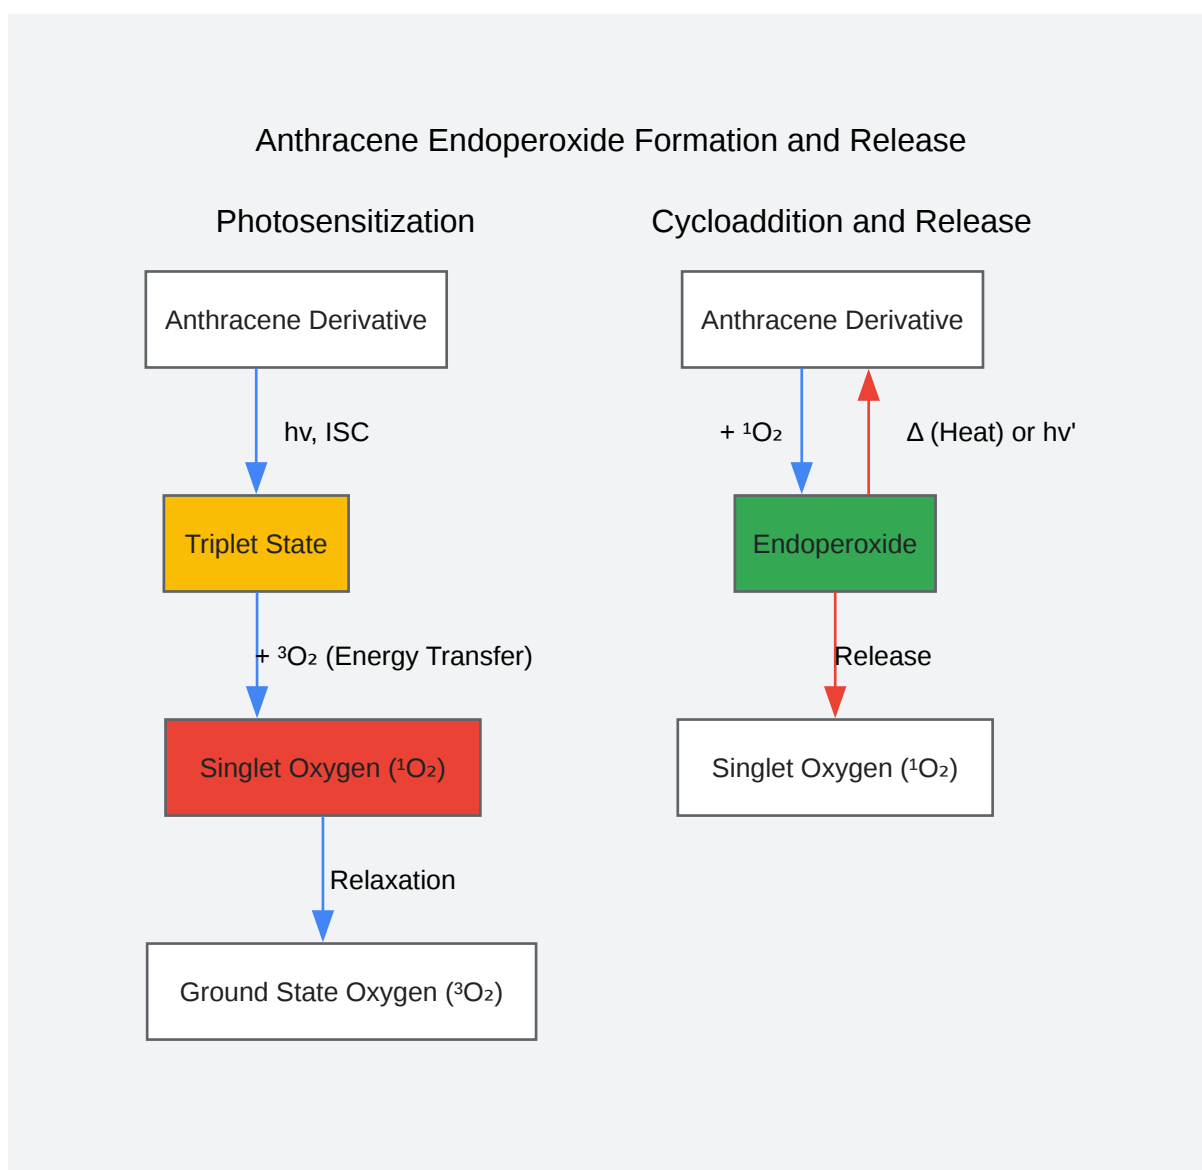 Anthracene Endoperoxide Formation and Release
Photosensitization
Anthracene Derivative
hv, ISC
Triplet State
+ ³O₂ (Energy Transfer)
Singlet Oxygen (¹O₂)
Relaxation
Ground State Oxygen (³O₂)
Cycloaddition and Release
Anthracene Derivative
+ ¹O₂
Δ (Heat) or hv'
Endoperoxide
Release
Singlet Oxygen (¹O₂)